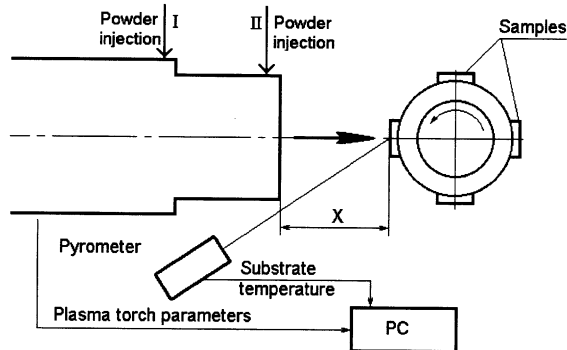 Powder
injection
I
II
Powder
injection
Samples
X
Pyrometer
Substrate
temperature
Plasma torch parameters
PC